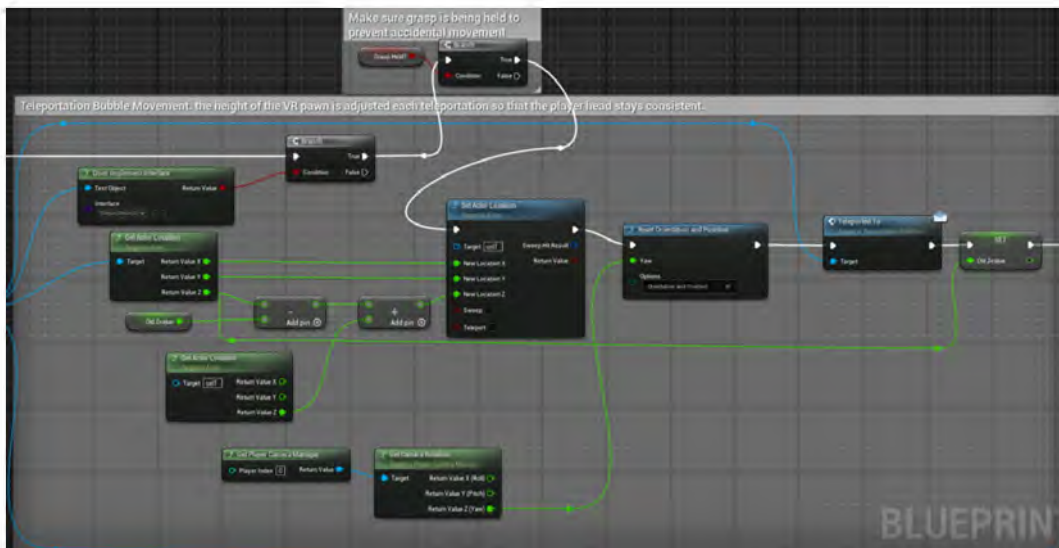 Make sure grasp is being held to
prevent accidental movement
Grasp Held?
Branch
True
Condition
False
Teleportation Bubble Movement. the height of the VR pawn is adjusted each teleportation so that the player head stays consistent.
Branch
True
Condition
False
Does Implement Interface
Test Object
Return Value
Interface
Get Actor Location
Target
Return Value X
Return Value Y
Return Value Z
Set Actor Location
Target self
Sweep Hit Result
New Location X
Return Value
New Location Y
New Location Z
Sweep
Teleport
Reset Orientation and Position
Yaw
Options
Orientation and Position
Teleported To
Target
SET
Old Zvalue
Old Zvalue
-
Add pin
+
Add pin
Get Actor Location
Target self
Return Value X
Return Value Y
Return Value Z
Get Player Camera Manager
Player Index 0
Return Value
Get Camera Rotation
Target
Return Value X (Roll)
Return Value Y (Pitch)
Return Value Z (Yaw)
BLUEPRIN